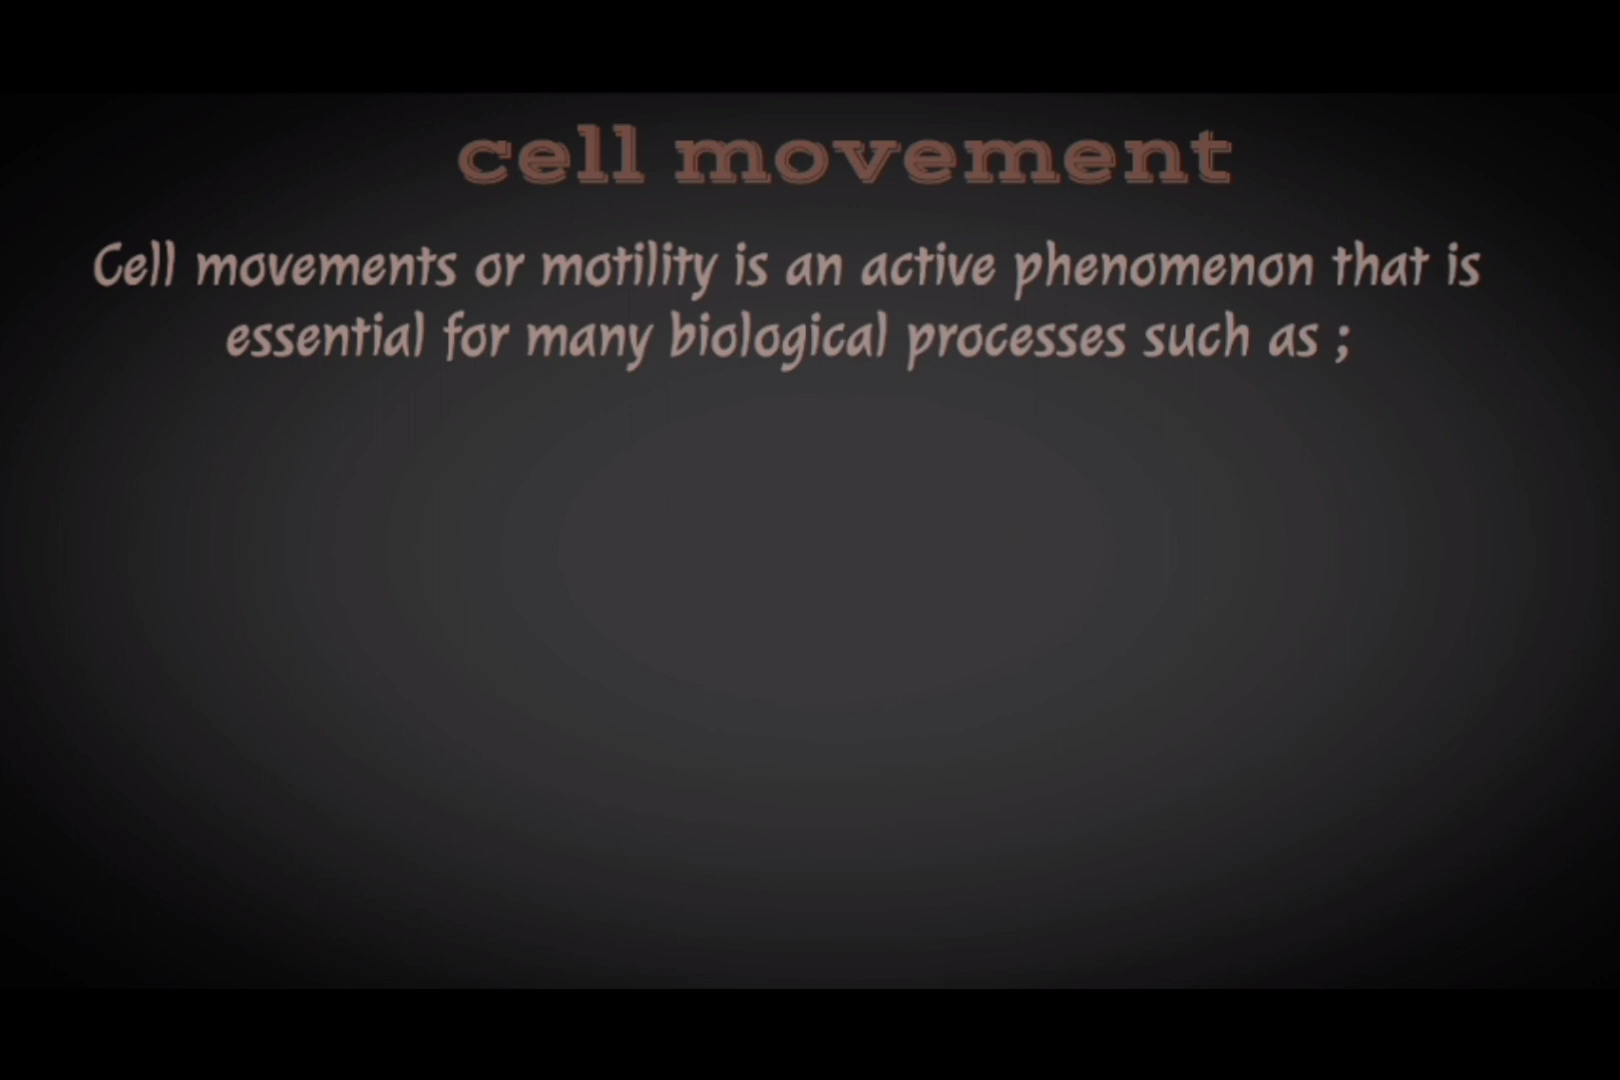 cell movement
Cell movements or motility is an active phenomenon that is
essential for many biological processes such as ;